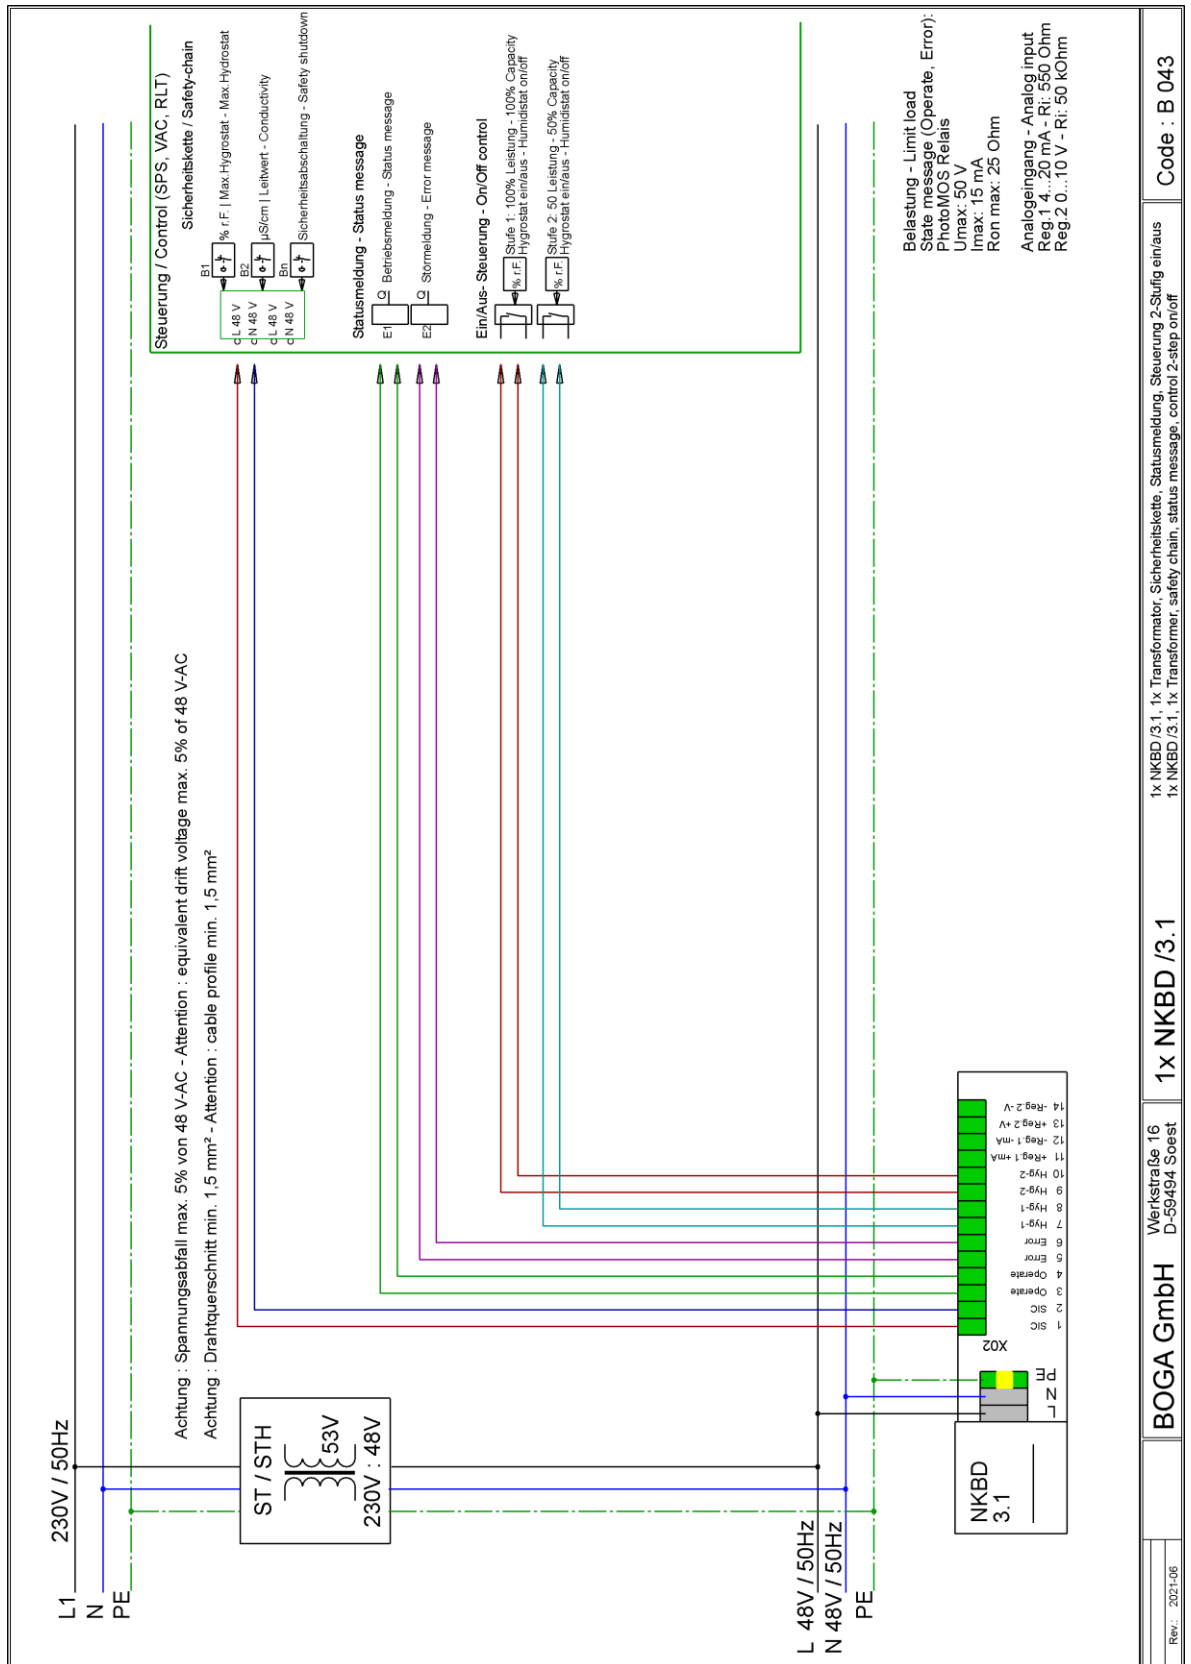 L1
230V / 50Hz
N
PE
Achtung : Spannungsabfall max. 5% von 48 V-AC - Attention : equivalent drift voltage max. 5% of 48 V-AC
Achtung : Drahtquerschnitt min. 1,5 mm² - Attention : cable profile min. 1,5 mm²
ST / STH
53V
230V : 48V
Steuerung / Control (SPS, VAC, RLT)
Sicherheitskette / Safety-chain
B1
% r.F. | Max.Hygrostat - Max.Hydrostat
B2
µS/cm | Leitwert - Conductivity
Bn
Sicherheitsabschaltung - Safety shutdown
L 48 V
N 48 V
L 48 V
N 48 V
Statusmeldung - Status message
E1
Q
Betriebsmeldung - Status message
E2
Q
Störmeldung - Error message
Ein/Aus- Steuerung - On/Off control
% r.F.
Stufe 1: 100% Leistung - 100% Capacity
Hygrostat ein/aus - Humidistat on/off
% r.F.
Stufe 2: 50 Leistung - 50% Capacity
Hygrostat ein/aus - Humidistat on/off
L 48V / 50Hz
N 48V / 50Hz
PE
Belastung - Limit load
State message (Operate, Error):
PhotoMOS Relais
Umax: 50 V
Imax: 15 mA
Ron max: 25 Ohm
Analogeingang - Analog input
Reg.1 4...20 mA - Ri: 550 Ohm
Reg.2 0...10 V - Ri: 50 kOhm
NKBD
3.1
L
N
PE
X02
1 SIC
2 SIC
3 Operate
4 Operate
5 Error
6 Error
7 Hyg-1
8 Hyg-1
9 Hyg-2
10 Hyg-2
11 +Reg.1 +mA
12 -Reg.1 -mA
13 +Reg.2 +V
14 -Reg.2 -V
Rev.: 2021-06
BOGA GmbH
Werkstraße 16
D-59494 Soest
1x NKBD /3.1
1x NKBD /3.1, 1x Transformator, Sicherheitskette, Statusmeldung, Steuerung 2-Stufig ein/aus
1x NKBD /3.1, 1x Transformer, safety chain, status message, control 2-step on/off
Code : B 043